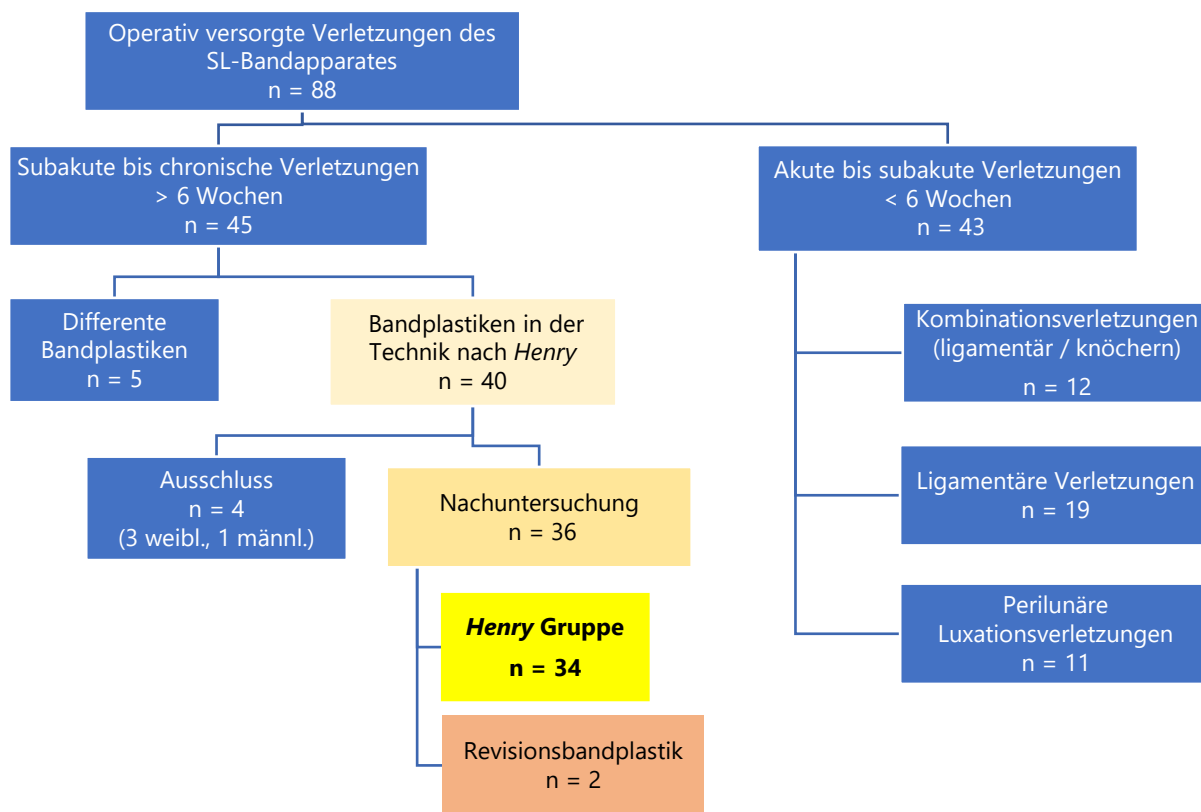 Operativ versorgte Verletzungen des
SL-Bandapparates
n = 88
Subakute bis chronische Verletzungen
> 6 Wochen
n = 45
Akute bis subakute Verletzungen
< 6 Wochen
n = 43
Differente
Bandplastiken
n = 5
Bandplastiken in der
Technik nach Henry
n = 40
Kombinationsverletzungen
(ligamentär / knöchern)
n = 12
Ausschluss
n = 4
(3 weibl., 1 männl.)
Nachuntersuchung
n = 36
Ligamentäre Verletzungen
n = 19
Henry Gruppe
n = 34
Perilunäre
Luxationsverletzungen
n = 11
Revisionsbandplastik
n = 2